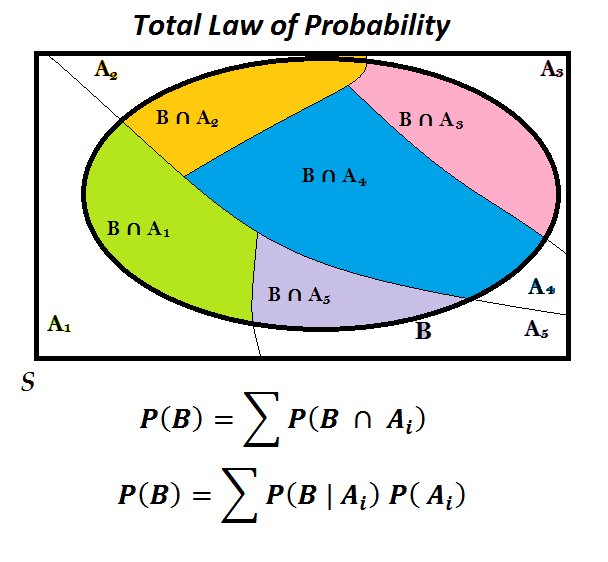 Total Law of Probability
A₂
A₃
B ∩ A₂
B ∩ A₃
B ∩ A₄
B ∩ A₁
A₄
B ∩ A₅
A₁
B
A₅
S
P(B) = ∑ P(B ∩ Aᵢ)
P(B) = ∑ P(B | Aᵢ) P( Aᵢ)